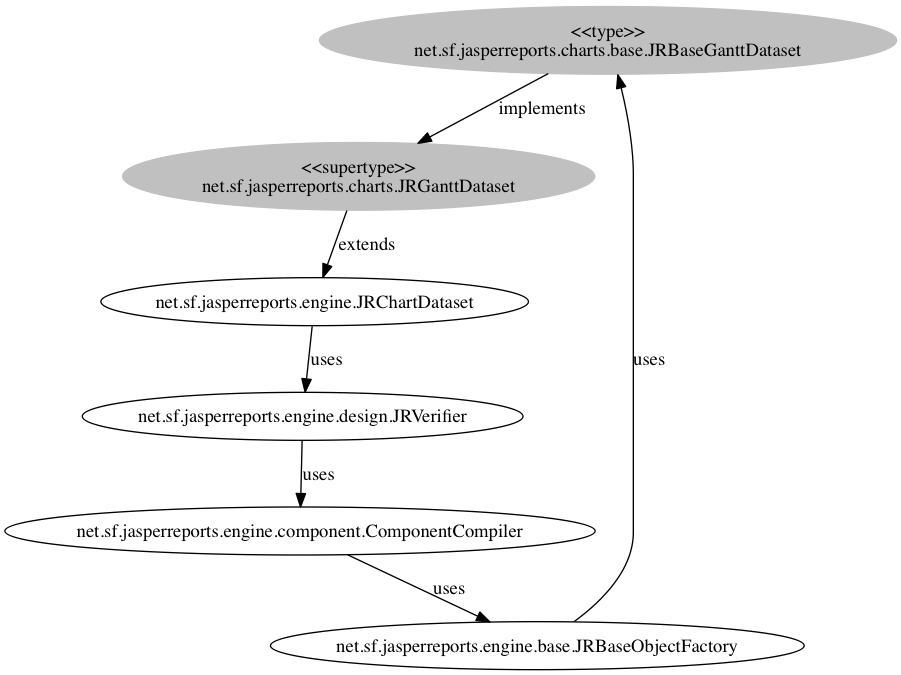 <<type>>
net.sf.jasperreports.charts.base.JRBaseGanttDataset
implements
<<supertype>>
net.sf.jasperreports.charts.JRGanttDataset
extends
net.sf.jasperreports.engine.JRChartDataset
uses
uses
net.sf.jasperreports.engine.design.JRVerifier
uses
net.sf.jasperreports.engine.component.ComponentCompiler
uses
net.sf.jasperreports.engine.base.JRBaseObjectFactory